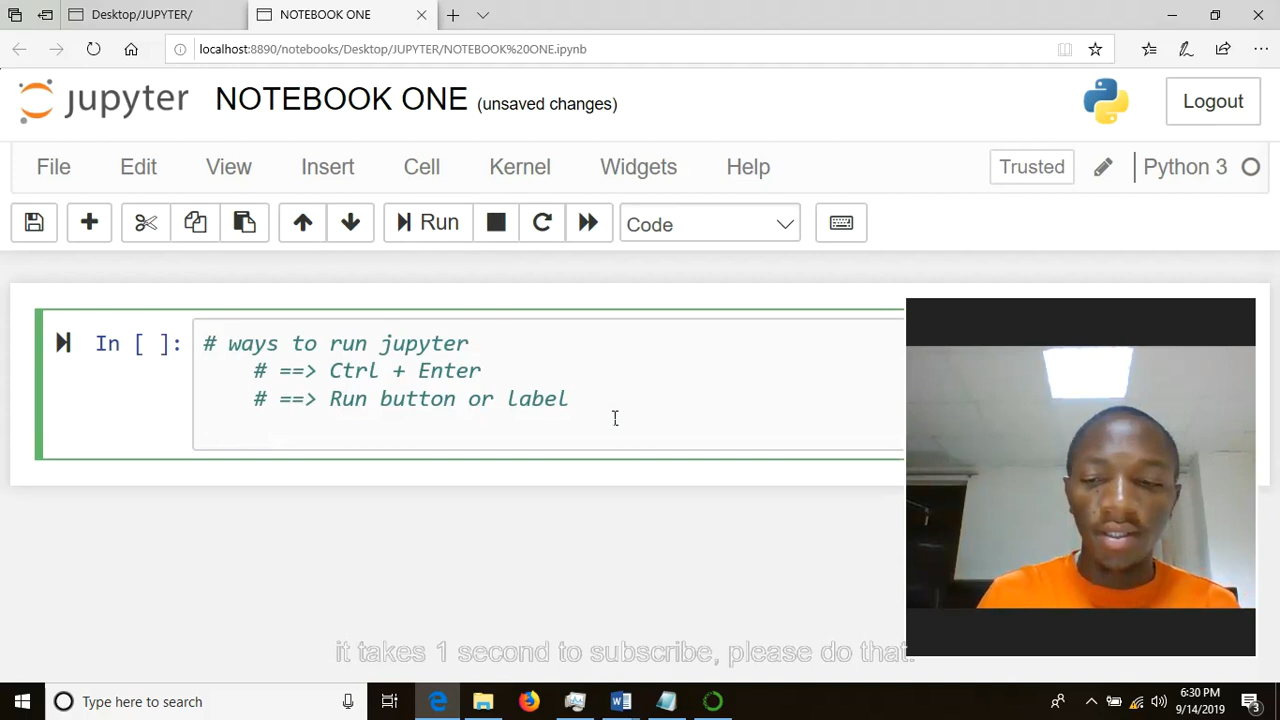 Desktop/JUPYTER/
NOTEBOOK ONE
localhost:8890/notebooks/Desktop/JUPYTER/NOTEBOOK%20ONE.ipynb
jupyter NOTEBOOK ONE (unsaved changes)
Logout
File Edit View Insert Cell Kernel Widgets Help Trusted Python 3
Run Code
In [ ]: # ways to run jupyter
# ==> Ctrl + Enter
# ==> Run button or label
it takes 1 second to subscribe, please do that.
Type here to search
6:30 PM
9/14/2019
3